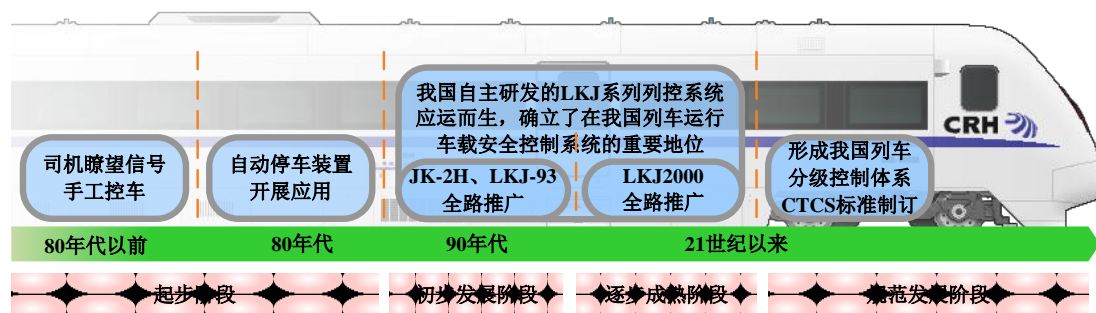 我国自主研发的LKJ系列列控系统
应运而生，确立了在我国列车运行
车载安全控制系统的重要地位
CRH
司机瞭望信号
手工控车
自动停车装置
开展应用
JK-2H、LKJ-93
全路推广
LKJ2000
全路推广
形成我国列车
分级控制体系
CTCS标准制订
80年代以前
80年代
90年代
21世纪以来
起步阶段
初步发展阶段
逐步成熟阶段
规范发展阶段